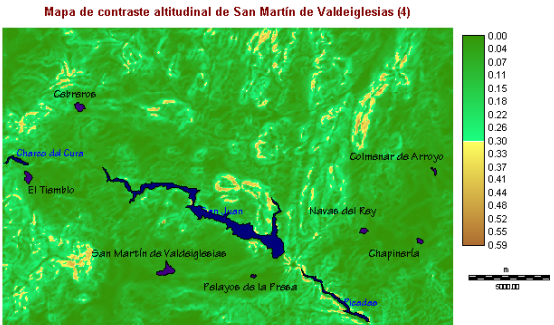 Mapa de contraste altitudinal de San Martín de Valdeiglesias (4)
Cebreros
Charco del Cura
El Tiemblo
Colmenar de Arroyo
San Juan
Navas del Rey
San Martín de Valdeiglesias
Chapinería
Pelayos de la Presa
Picadas
0.00
0.04
0.07
0.11
0.15
0.18
0.22
0.26
0.30
0.33
0.37
0.41
0.44
0.48
0.52
0.55
0.59
m
5000.00